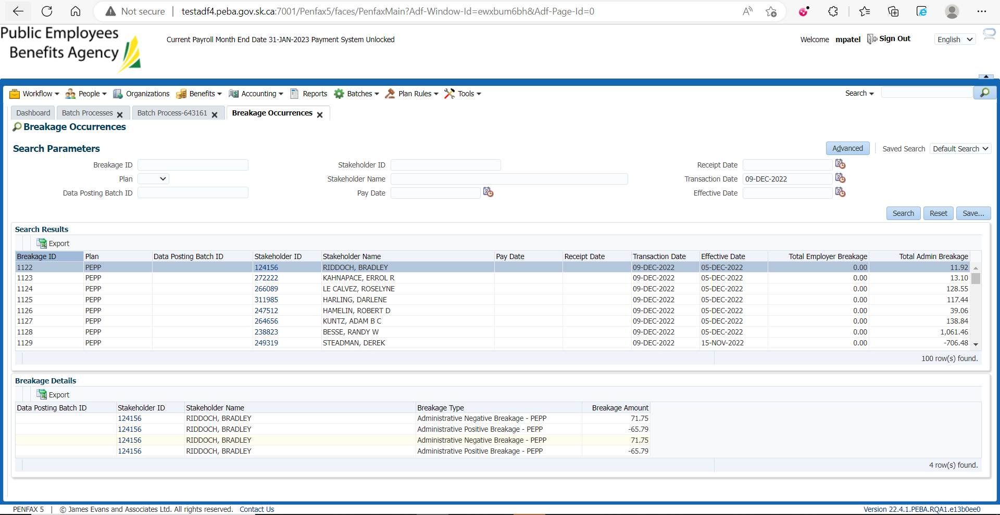 Not secure | testadf4.peba.gov.sk.ca:7001/Penfax5/faces/PenfaxMain?Adf-Window-Id=ewxbum6bh&Adf-Page-Id=0
Public Employees
Benefits Agency
Current Payroll Month End Date 31-JAN-2023 Payment System Unlocked
Welcome mpatel Sign Out English
Workflow People Organizations Benefits Accounting Reports Batches Plan Rules Tools Search
Dashboard Batch Processes Batch Process-643161 Breakage Occurrences
Breakage Occurrences
Search Parameters Advanced Saved Search Default Search
Breakage ID Stakeholder ID Receipt Date
Plan Stakeholder Name Transaction Date 09-DEC-2022
Data Posting Batch ID Pay Date Effective Date
Search Reset Save...
Search Results
Export
Breakage ID Plan Data Posting Batch ID Stakeholder ID Stakeholder Name Pay Date Receipt Date Transaction Date Effective Date Total Employer Breakage Total Admin Breakage
1122 PEPP 124156 RIDDOCH, BRADLEY 09-DEC-2022 05-DEC-2022 0.00 11.92
1123 PEPP 272222 KAHNAPACE, ERROL R 09-DEC-2022 05-DEC-2022 0.00 13.10
1124 PEPP 266089 LE CALVEZ, ROSELYNE 09-DEC-2022 05-DEC-2022 0.00 128.55
1125 PEPP 311985 HARLING, DARLENE 09-DEC-2022 05-DEC-2022 0.00 117.44
1126 PEPP 247512 HAMELIN, ROBERT D 09-DEC-2022 05-DEC-2022 0.00 39.06
1127 PEPP 264656 KUNTZ, ADAM B C 09-DEC-2022 05-DEC-2022 0.00 138.84
1128 PEPP 238823 BESSE, RANDY W 09-DEC-2022 05-DEC-2022 0.00 1,061.46
1129 PEPP 249319 STEADMAN, DEREK 09-DEC-2022 15-NOV-2022 0.00 -706.48
100 row(s) found.
Breakage Details
Export
Data Posting Batch ID Stakeholder ID Stakeholder Name Breakage Type Breakage Amount
124156 RIDDOCH, BRADLEY Administrative Negative Breakage - PEPP 71.75
124156 RIDDOCH, BRADLEY Administrative Positive Breakage - PEPP -65.79
124156 RIDDOCH, BRADLEY Administrative Negative Breakage - PEPP 71.75
124156 RIDDOCH, BRADLEY Administrative Positive Breakage - PEPP -65.79
4 row(s) found.
PENFAX 5 | © James Evans and Associates Ltd. All rights reserved. Contact Us Version 22.4.1.PEBA.RQA1.e13b0ee0